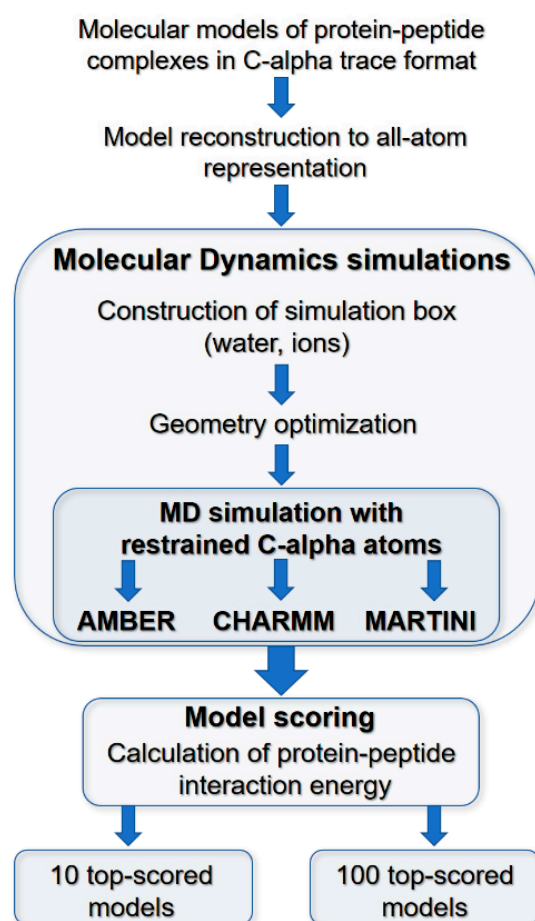 Molecular models of protein-peptide
complexes in C-alpha trace format
Model reconstruction to all-atom
representation
Molecular Dynamics simulations
Construction of simulation box
(water, ions)
Geometry optimization
MD simulation with
restrained C-alpha atoms
AMBER CHARMM MARTINI
Model scoring
Calculation of protein-peptide
interaction energy
10 top-scored
models
100 top-scored
models